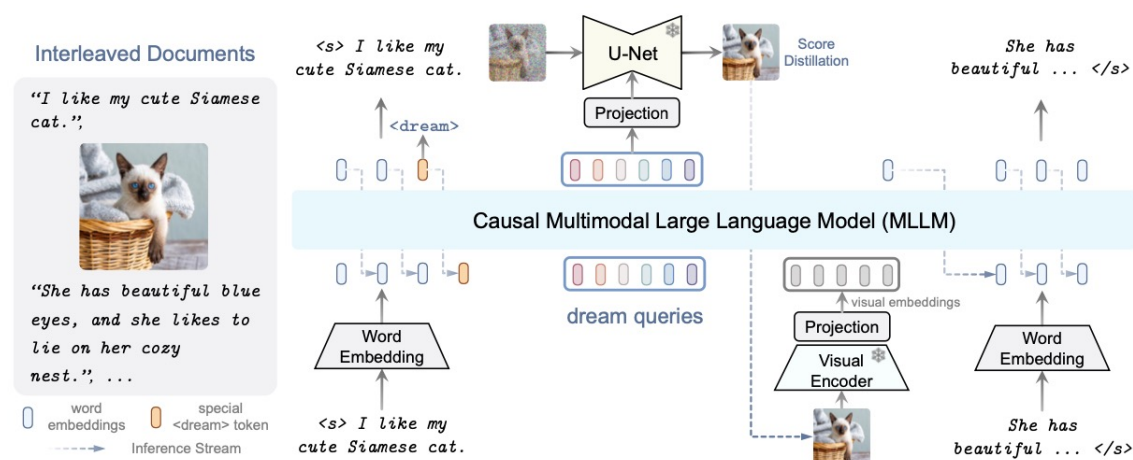 Interleaved Documents
“I like my cute Siamese
cat.”,
“She has beautiful blue
eyes, and she likes to
lie on her cozy
nest.”, ...
word
embeddings
special
<dream> token
Inference Stream
<s> I like my
cute Siamese cat.
<dream>
U-Net
Projection
Score
Distillation
She has
beautiful ... </s>
Causal Multimodal Large Language Model (MLLM)
dream queries
visual embeddings
Word
Embedding
Projection
Visual
Encoder
Word
Embedding
<s> I like my
cute Siamese cat.
She has
beautiful ... </s>